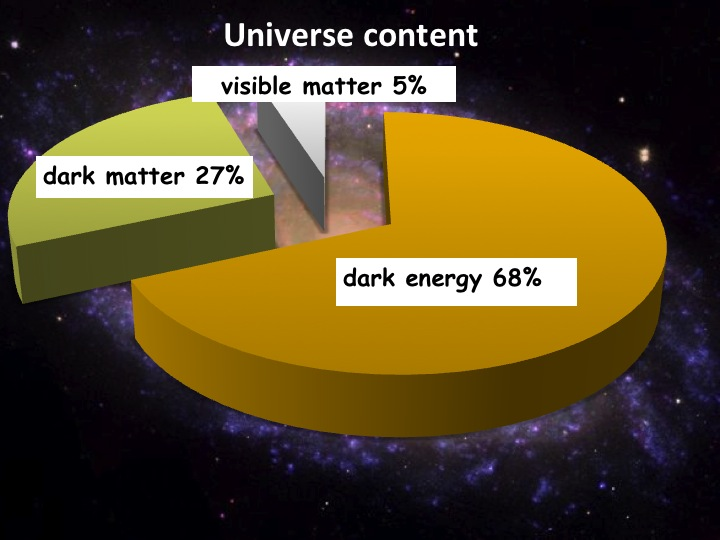 Universe content
visible matter 5%
dark matter 27%
dark energy 68%